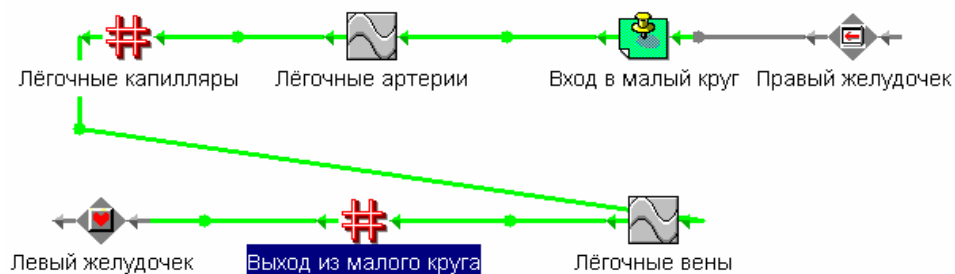 Лёгочные капилляры Лёгочные артерии Вход в малый круг Правый желудочек
Левый желудочек Выход из малого круга Лёгочные вены